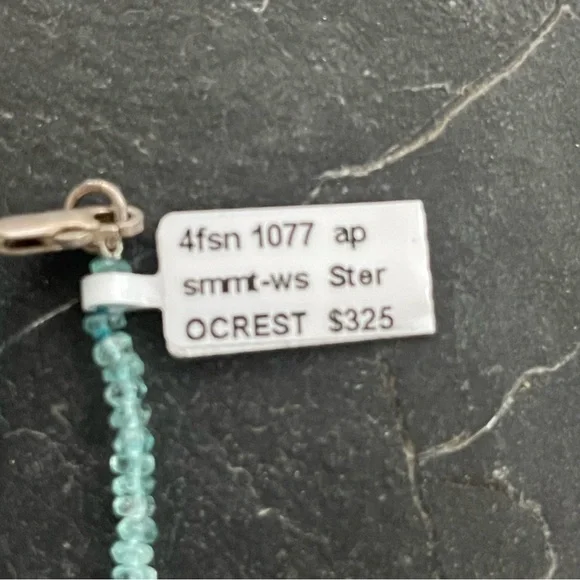 4fsn 1077 ap
smmt-ws Ster
OCREST $325